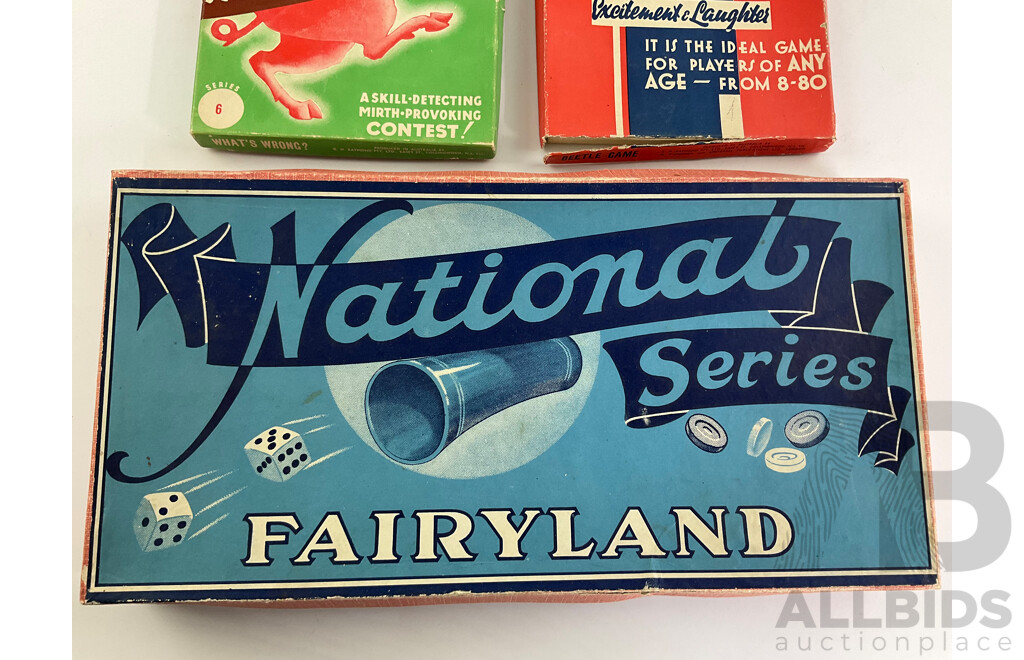 SERIES
6
A SKILL-DETECTING
MIRTH-PROVOKING
CONTEST!
WHAT'S WRONG?
Excitement & Laughter
IT IS THE IDEAL GAME
FOR PLAYERS OF ANY
AGE — FROM 8-80
BEETLE GAME
National
Series
FAIRYLAND
AB
ALLBIDS
auctionplace